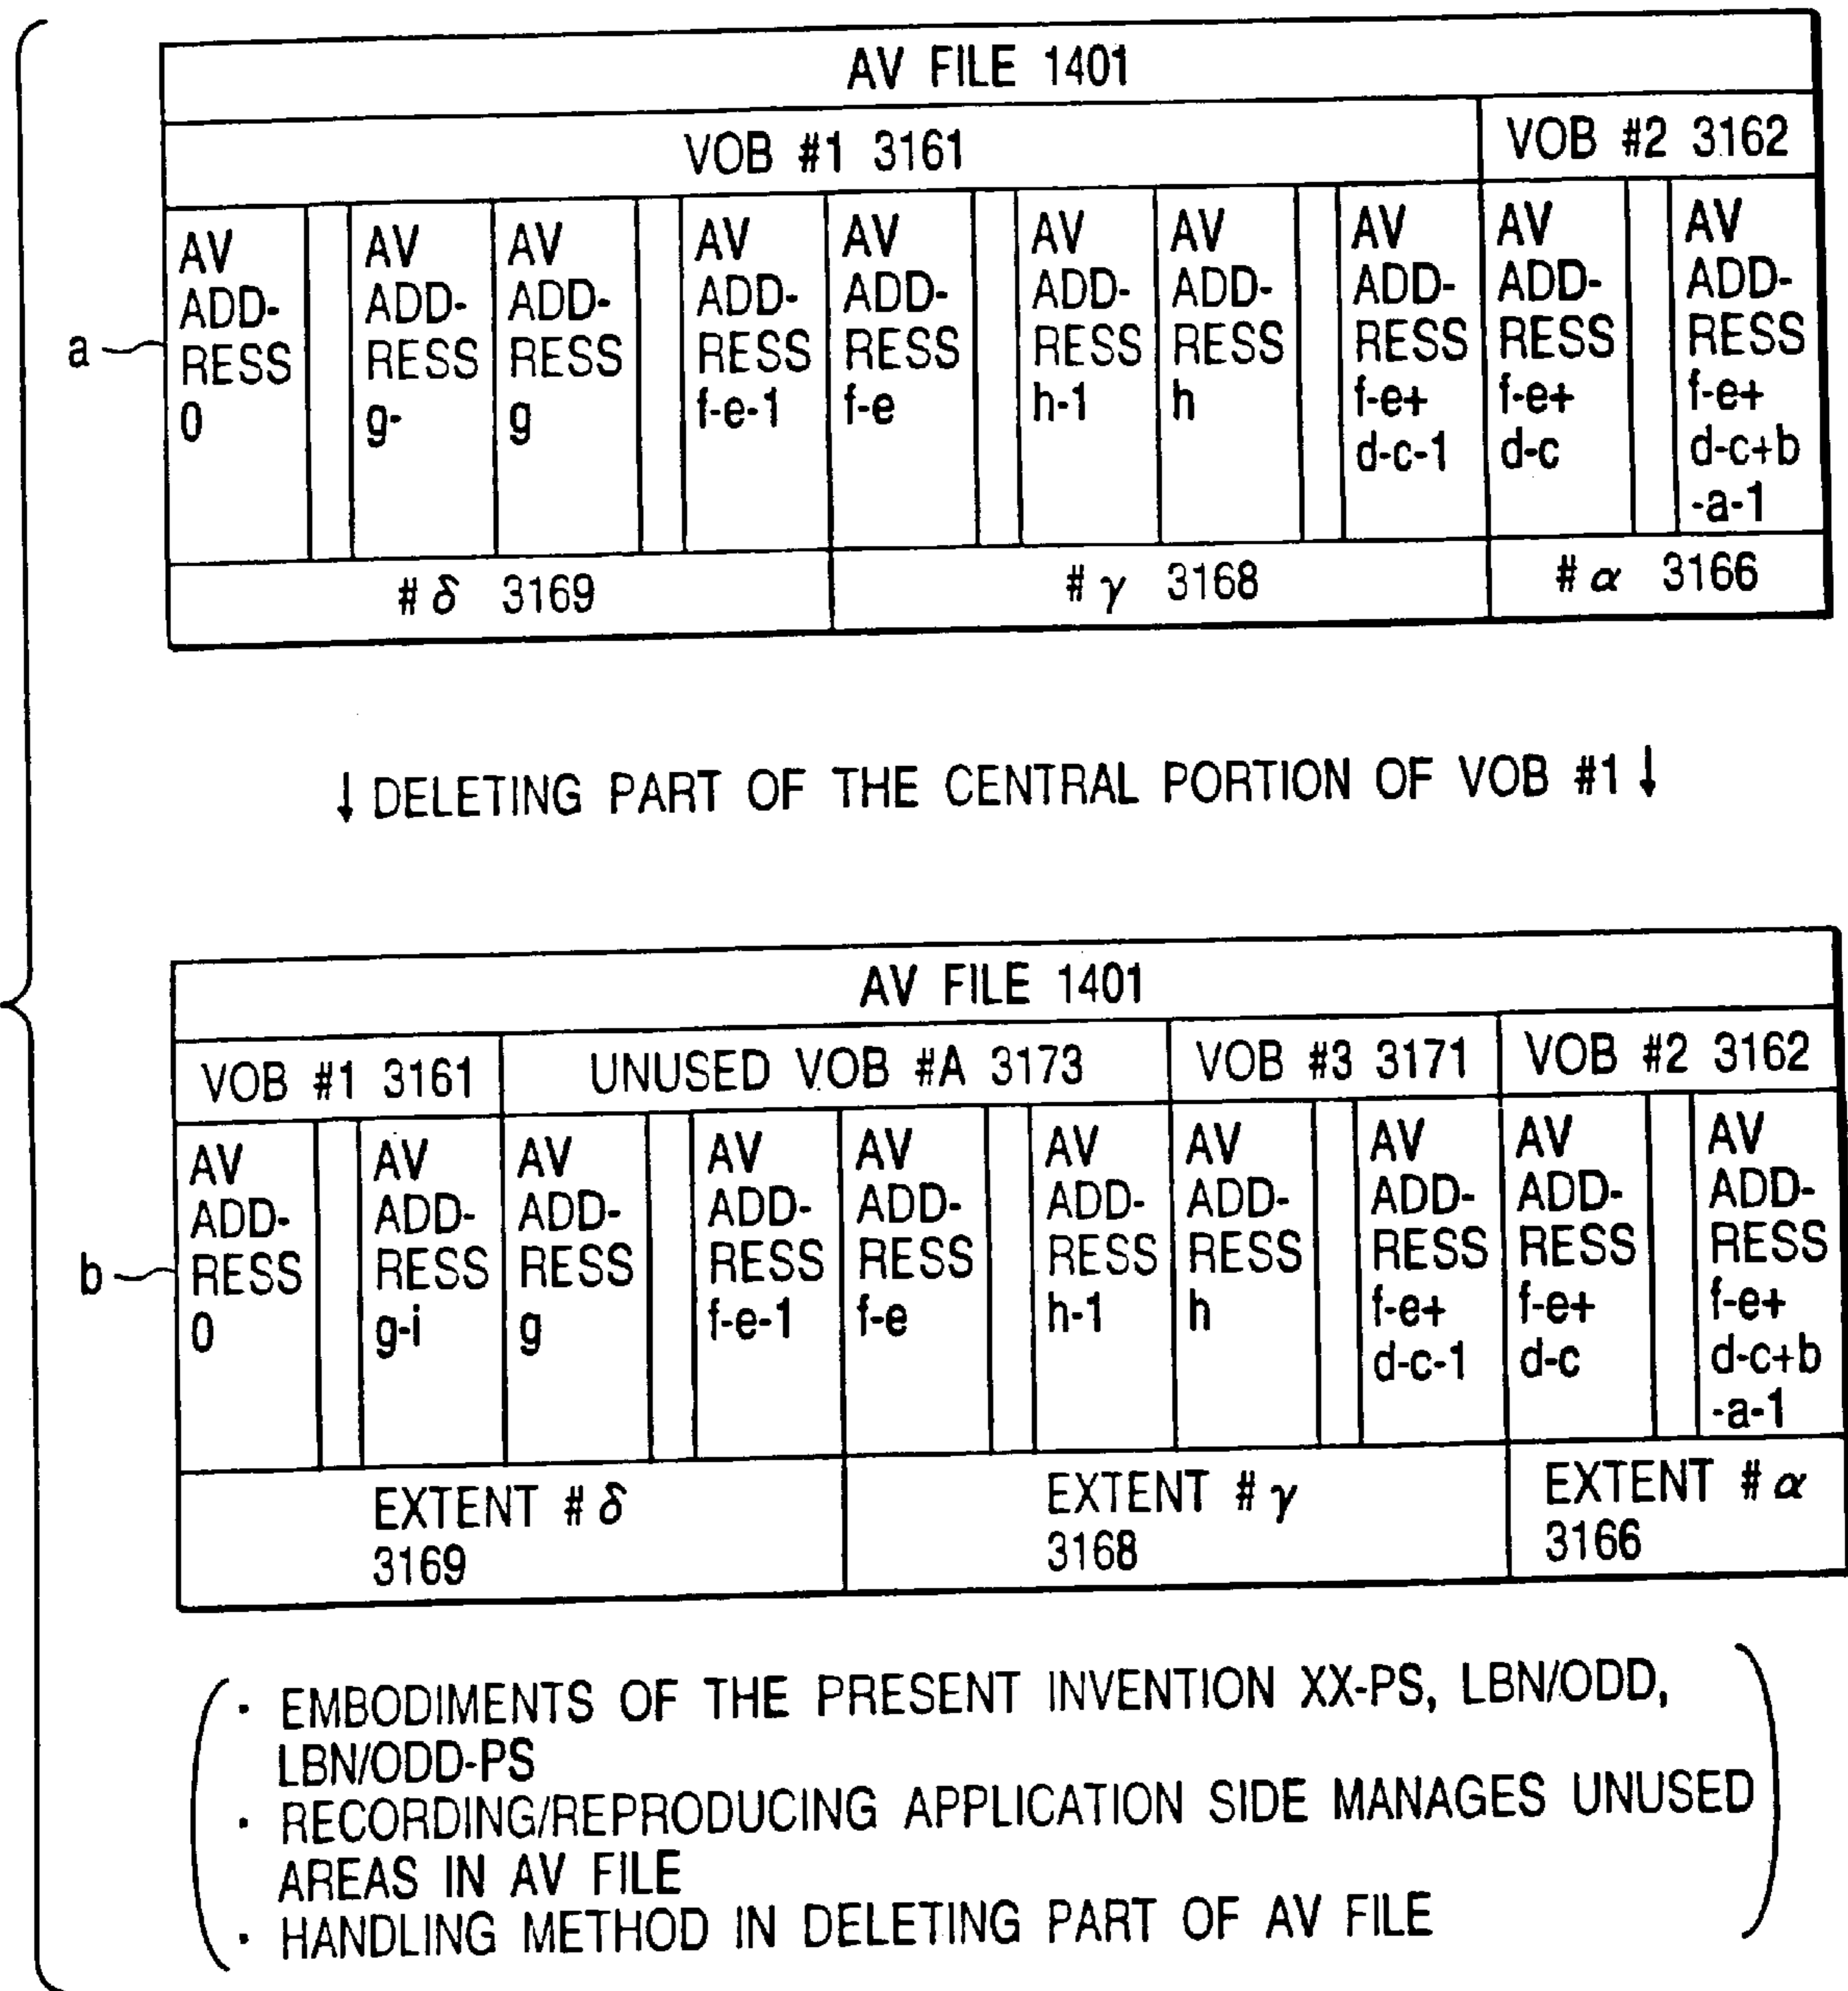 AV FILE 1401
VOB #1 3161
VOB #2 3162
AV ADD- RESS 0
AV ADD- RESS g-
AV ADD- RESS g
AV ADD- RESS f-e-1
AV ADD- RESS f-e
AV ADD- RESS h-1
AV ADD- RESS h
AV ADD- RESS f-e+ d-c-1
AV ADD- RESS f-e+ d-c
AV ADD- RESS f-e+ d-c+b -a-1
a
# δ 3169
# γ 3168
# α 3166
↓ DELETING PART OF THE CENTRAL PORTION OF VOB #1 ↓
AV FILE 1401
VOB #1 3161
UNUSED VOB #A 3173
VOB #3 3171
VOB #2 3162
AV ADD- RESS 0
AV ADD- RESS g-i
AV ADD- RESS g
AV ADD- RESS f-e-1
AV ADD- RESS f-e
AV ADD- RESS h-1
AV ADD- RESS h
AV ADD- RESS f-e+ d-c-1
AV ADD- RESS f-e+ d-c
AV ADD- RESS f-e+ d-c+b -a-1
b
EXTENT # δ
3169
EXTENT # γ
3168
EXTENT # α
3166
· EMBODIMENTS OF THE PRESENT INVENTION XX-PS, LBN/ODD,
LBN/ODD-PS
· RECORDING/REPRODUCING APPLICATION SIDE MANAGES UNUSED
AREAS IN AV FILE
· HANDLING METHOD IN DELETING PART OF AV FILE